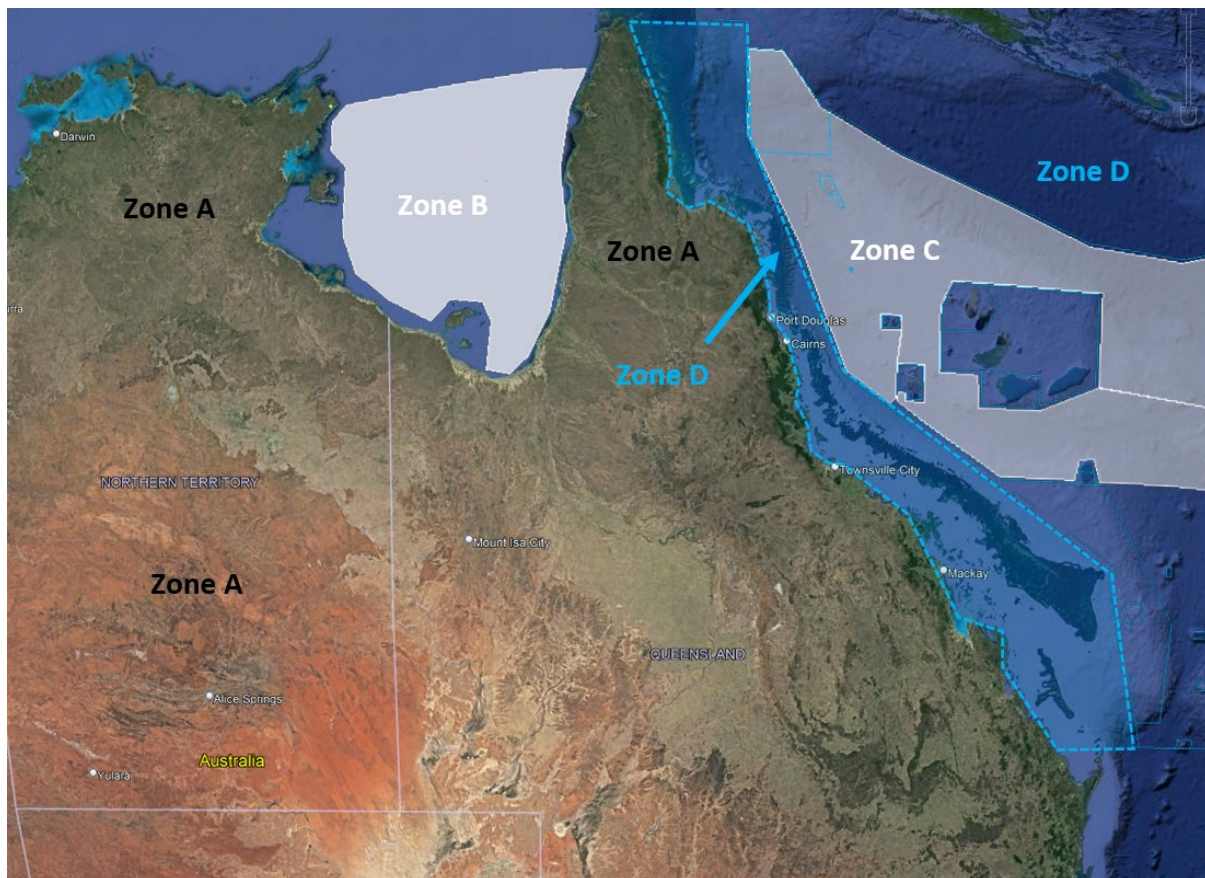 Darwin
Zone A
Zone B
Zone A
Zone C
Zone D
urra
Port Douglas
Cairns
Zone D
Townsville City
NORTHERN TERRITORY
Mount Isa City
Mackay
Zone A
QUEENSLAND
Alice Springs
Australia
Yulara